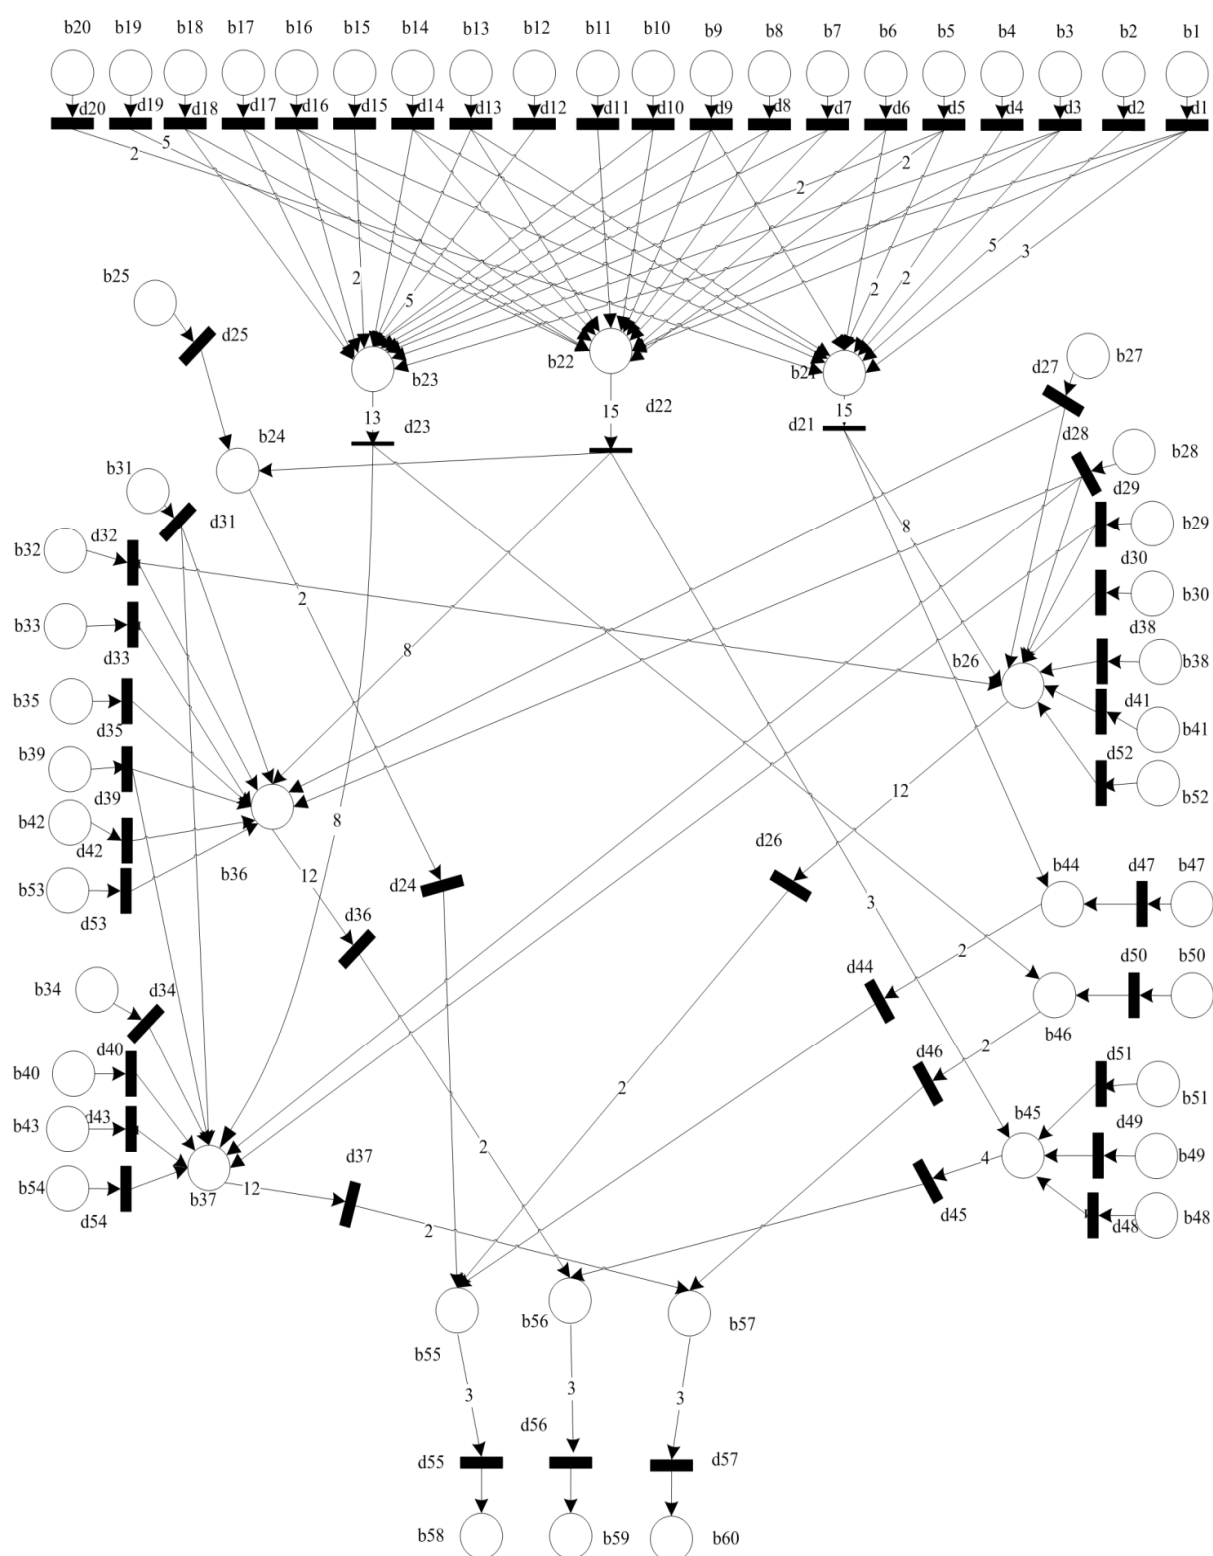 b20 b19 b18 b17 b16 b15 b14 b13 b12 b11 b10 b9 b8 b7 b6 b5 b4 b3 b2 b1
d20 d19 d18 d17 d16 d15 d14 d13 d12 d11 d10 d9 d8 d7 d6 d5 d4 d3 d2 d1
2 5 2 2
5 3
b25 2 5 2 2
d25 b22 b21 b27
b23 d27
13 d23 15 d22 15 d21
b24 d28 b28
b31 d29
d31 8 b29
d32
b32 d30
2 b30
b33 d38
d33 8 b26 b38
b35 d41
d35 b41
b39 d52
d39 12 b52
b42 8
d42 b36 12 d26 b44 d47 b47
b53 d24
d53 d36 3
2 d50 b50
b34 d34 d44
b46
d40 d46 2 d51
b40 2 b51
b43 d43 b45 d49
2 4 b49
b54 d37
d54 b37 12 d45 d48 b48
2
b56 b57
b55
3 3 3
d56
d55 d57
b58 b59 b60